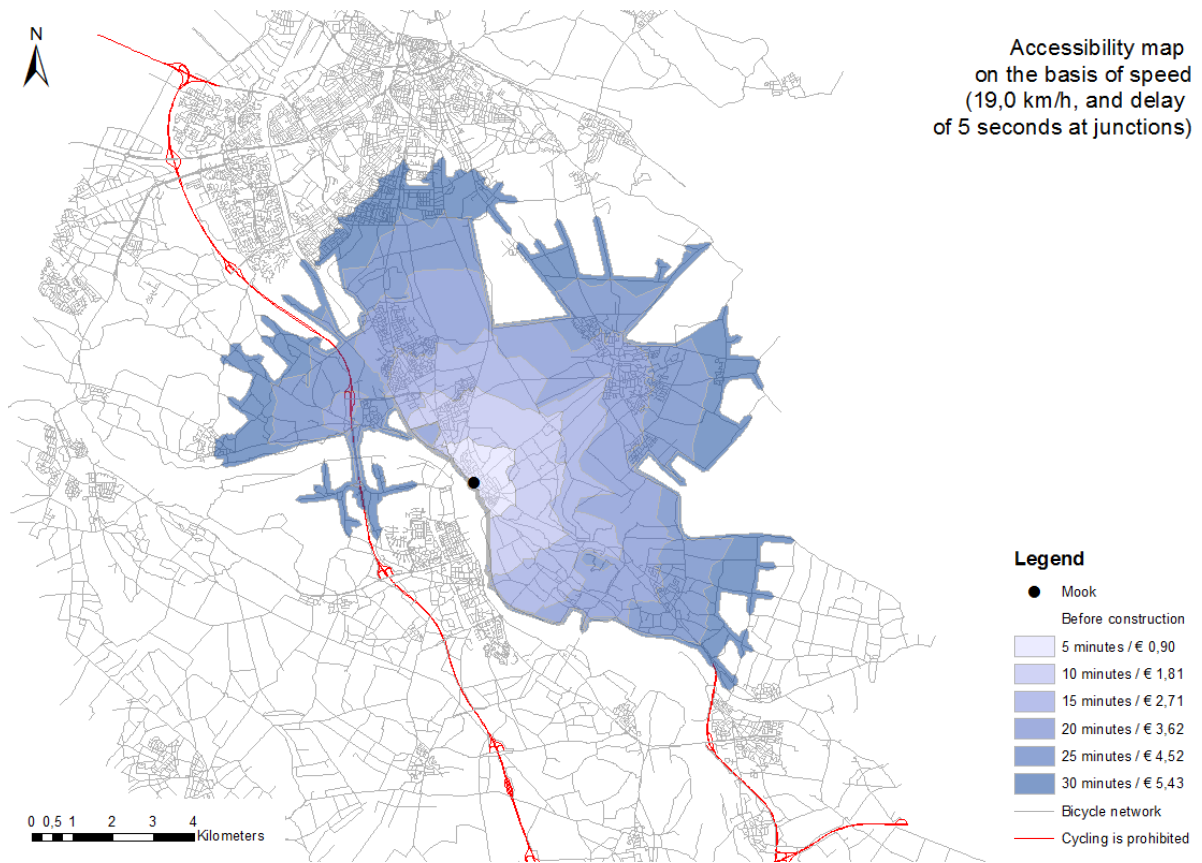 N
Accessibility map
on the basis of speed
(19,0 km/h, and delay
of 5 seconds at junctions)
Legend
Mook
Before construction
5 minutes / € 0,90
10 minutes / € 1,81
15 minutes / € 2,71
20 minutes / € 3,62
25 minutes / € 4,52
30 minutes / € 5,43
Bicycle network
Cycling is prohibited
0 0,5 1 2 3 4
Kilometers